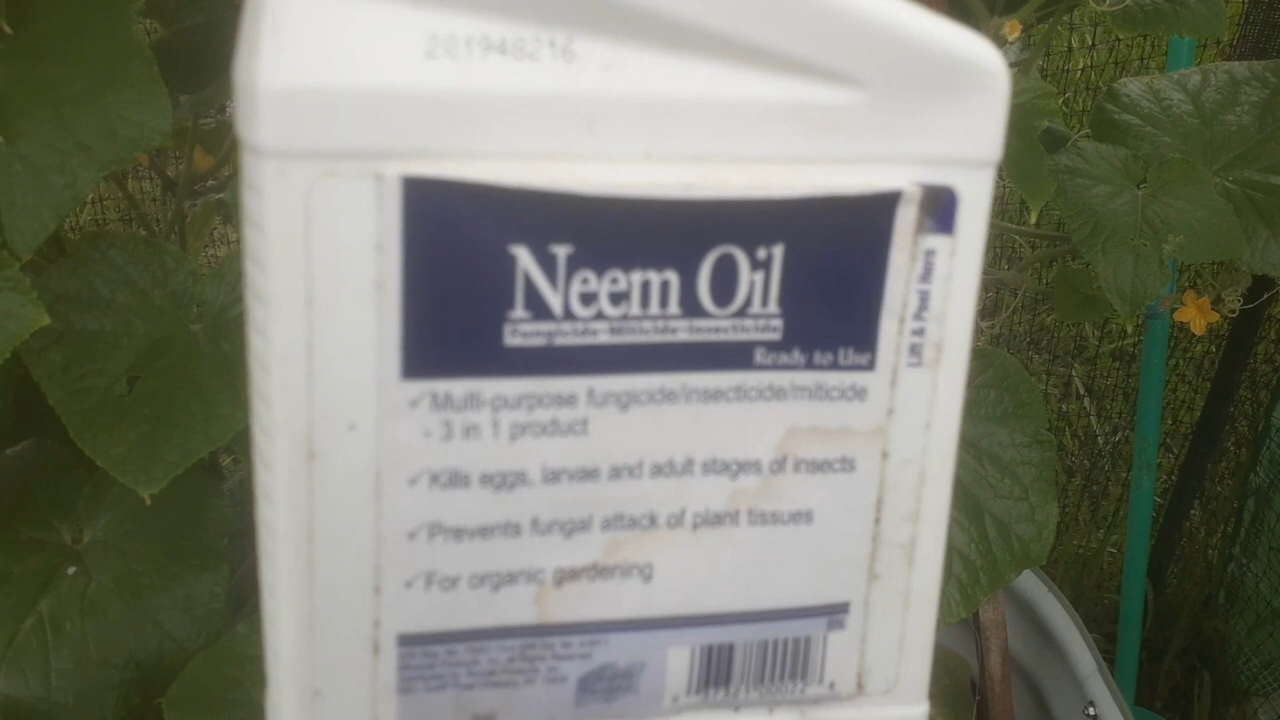 201940216
Neem Oil
Fungicide-Miticide-Insecticide
Ready to Use
Lift & Peel Here
✓Multi-purpose fungicide/insecticide/miticide
- 3 in 1 product
✓Kills eggs, larvae and adult stages of insects
✓Prevents fungal attack of plant tissues
✓For organic gardening